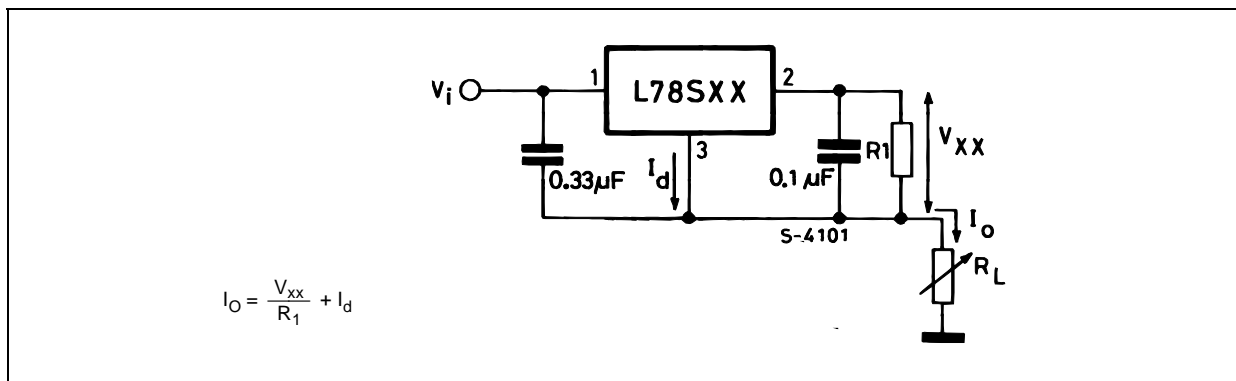 Vi
1
L78SXX
2
3
Id
0.33μF
0.1μF
R1
VXX
S-4101
Io
RL
IO = Vxx / R1 + Id